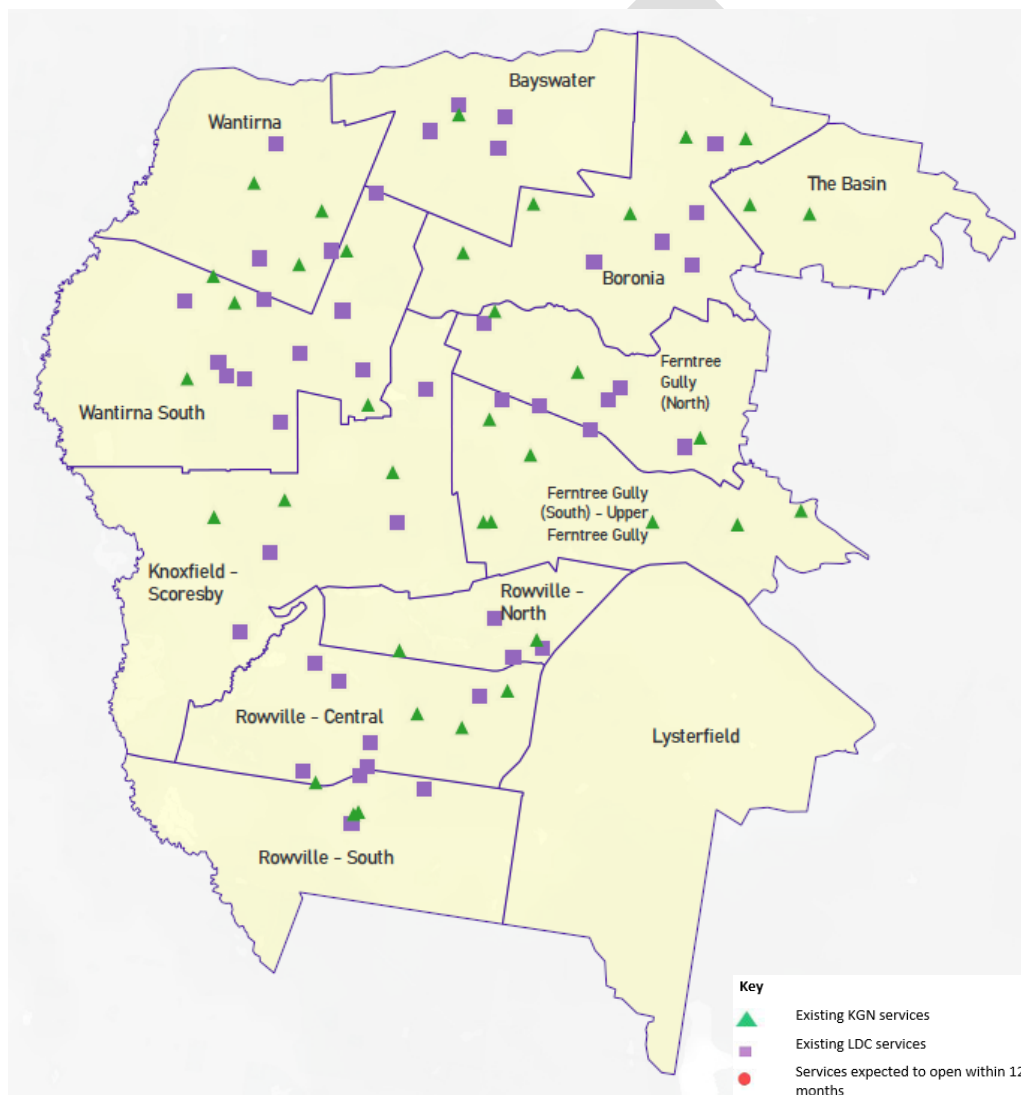 Bayswater
Wantirna
The Basin
Boronia
Ferntree
Gully
(North)
Wantirna South
Ferntree Gully
(South) – Upper
Ferntree Gully
Knoxfield –
Scoresby
Rowville –
North
Rowville – Central
Lysterfield
Rowville – South
Key
Existing KGN services
Existing LDC services
Services expected to open within 12
months